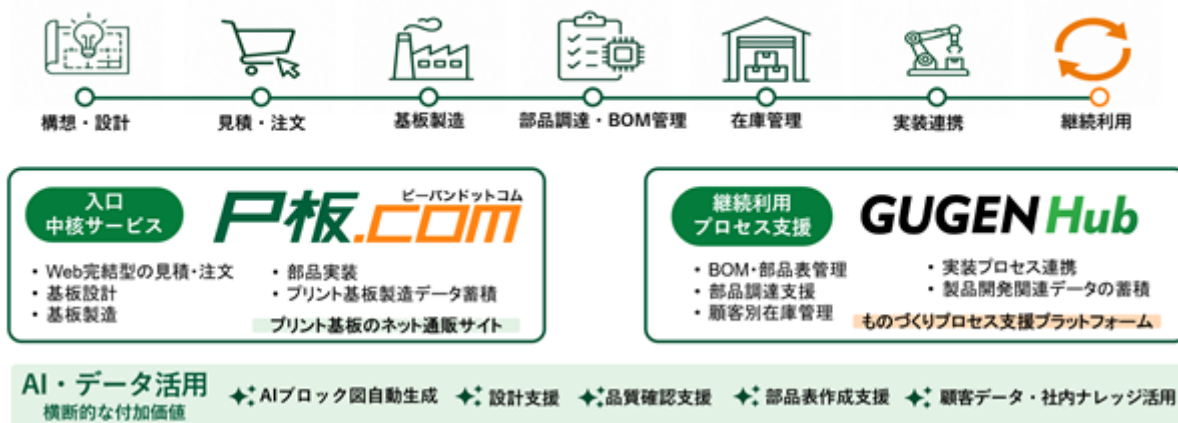 構想・設計
見積・注文
基板製造
部品調達・BOM管理
在庫管理
実装連携
継続利用
入口
中核サービス
ピーバンドットコム
P板.com
・Web完結型の見積・注文
・基板設計
・基板製造
・部品実装
・プリント基板製造データ蓄積
プリント基板のネット通販サイト
継続利用
プロセス支援
GUGEN Hub
・BOM・部品表管理
・部品調達支援
・顧客別在庫管理
・実装プロセス連携
・製品開発関連データの蓄積
ものづくりプロセス支援プラットフォーム
AI・データ活用
横断的な付加価値
AIブロック図自動生成
設計支援
品質確認支援
部品表作成支援
顧客データ・社内ナレッジ活用